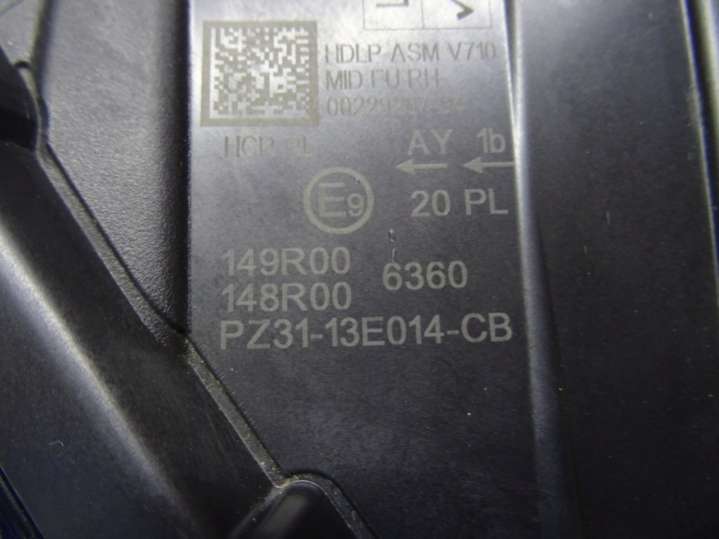 L V
HDLP ASM V710
MID EU RH
HCR PL AY 1b
E9 20 PL
149R00 6360
148R00
PZ31-13E014-CB